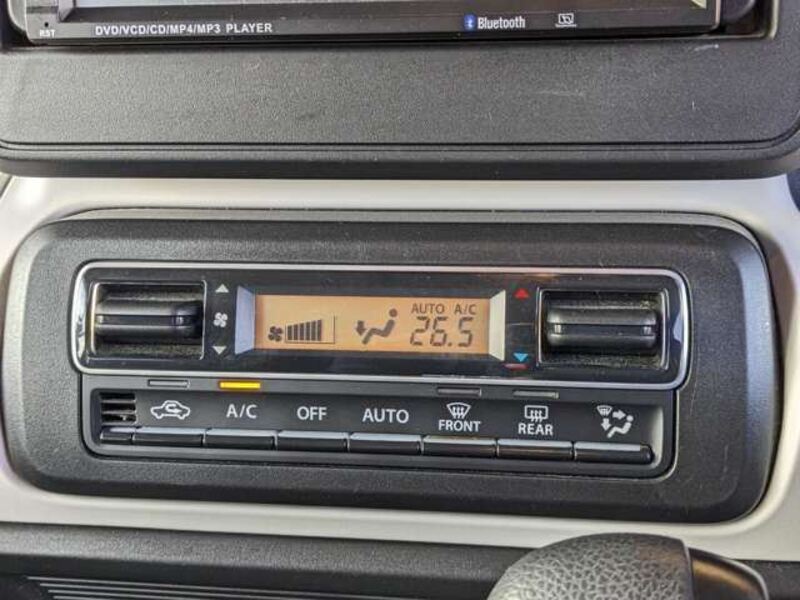 RST DVD/VCD/CD/MP4/MP3 PLAYER Bluetooth
AUTO A/C
26.5
A/C OFF AUTO FRONT REAR